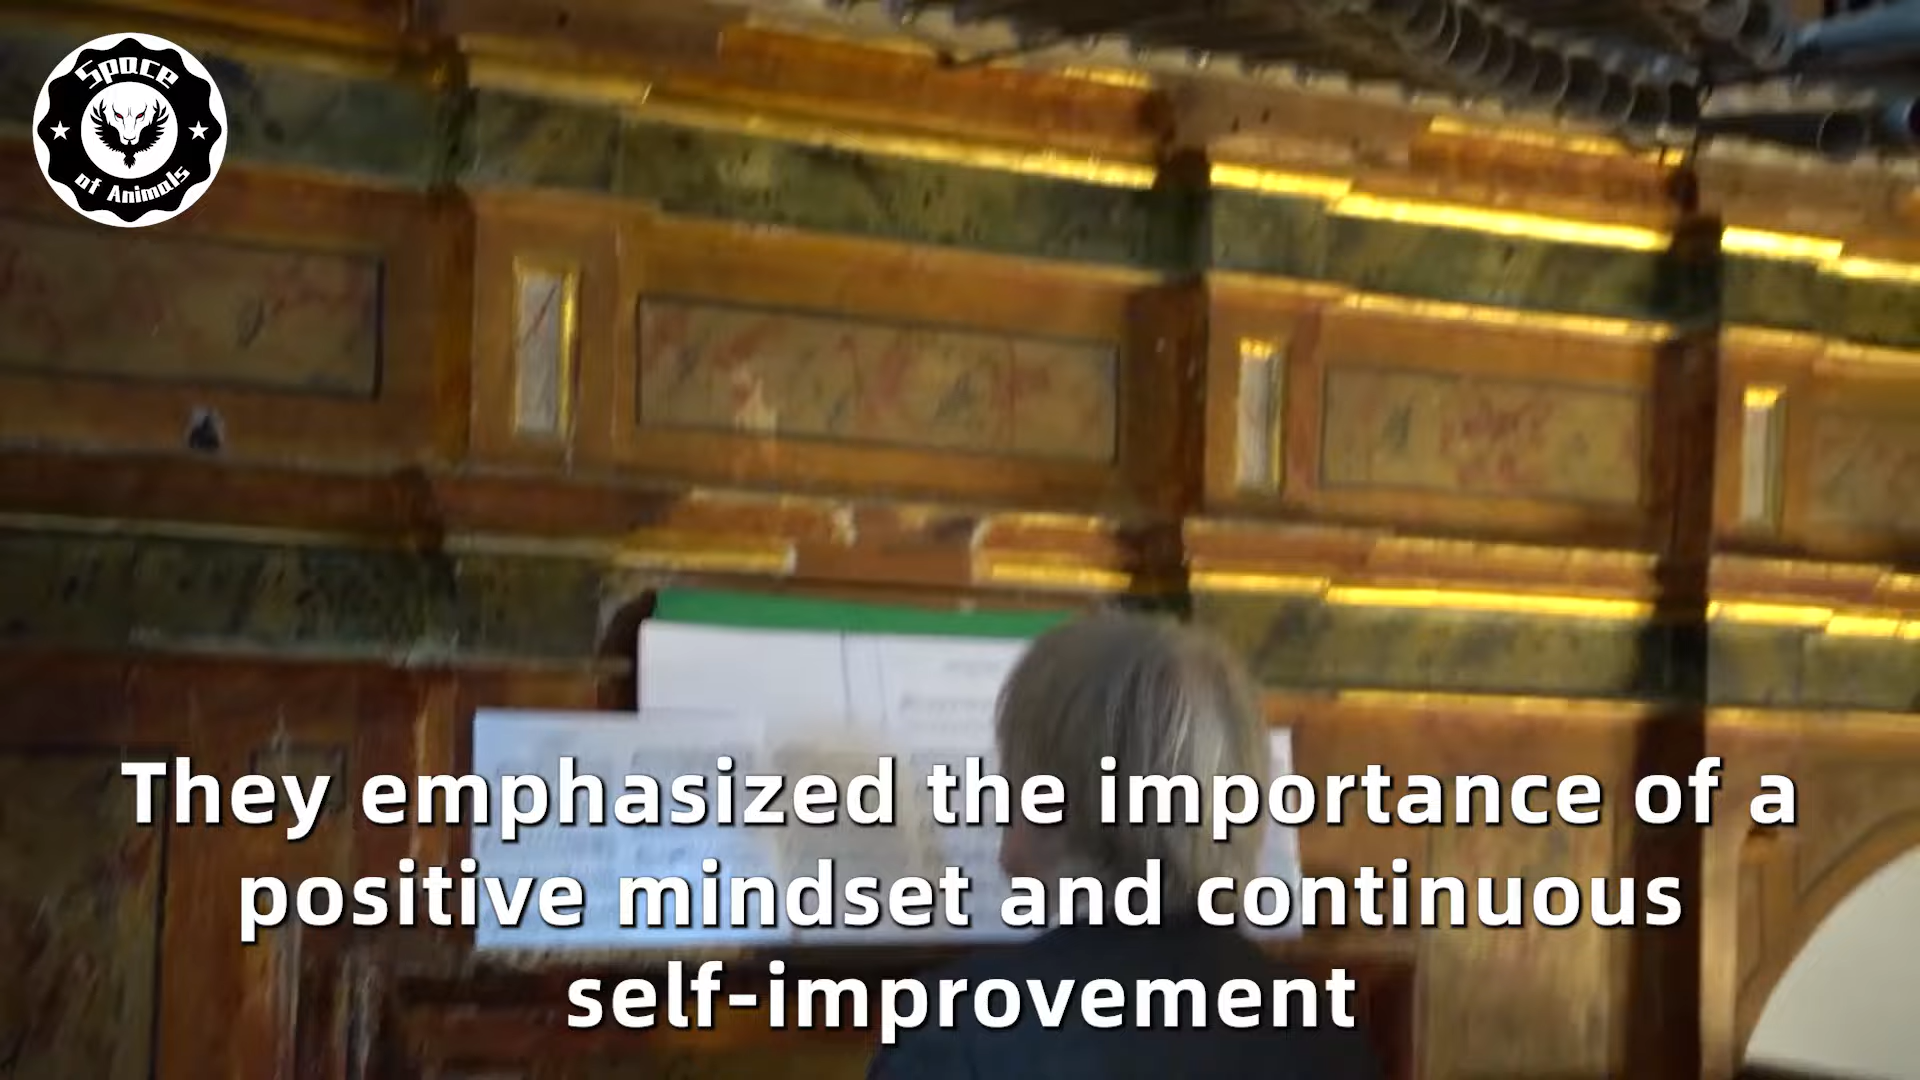 Space
of Animals
They emphasized the importance of a
positive mindset and continuous
self-improvement